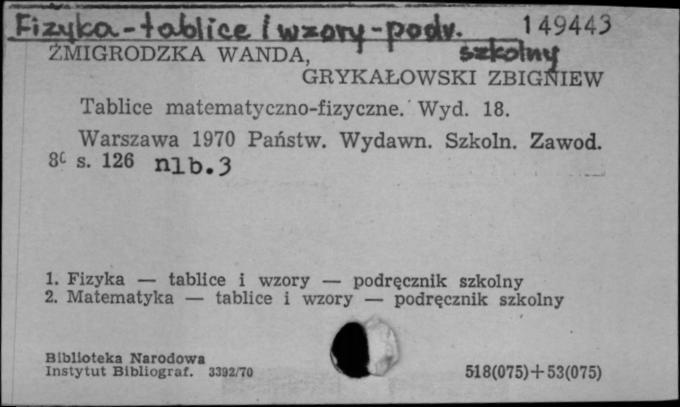 Fizyka - tablice i wzory - podr. 149443
szkolny
ŻMIGRODZKA WANDA,
GRYKAŁOWSKI ZBIGNIEW
Tablice matematyczno-fizyczne. Wyd. 18.
Warszawa 1970 Państw. Wydawn. Szkoln. Zawod.
8° s. 126 nlb. 3
1. Fizyka — tablice i wzory — podręcznik szkolny
2. Matematyka — tablice i wzory — podręcznik szkolny
Biblioteka Narodowa
Instytut Bibliograf. 3392/70 518(075)+53(075)